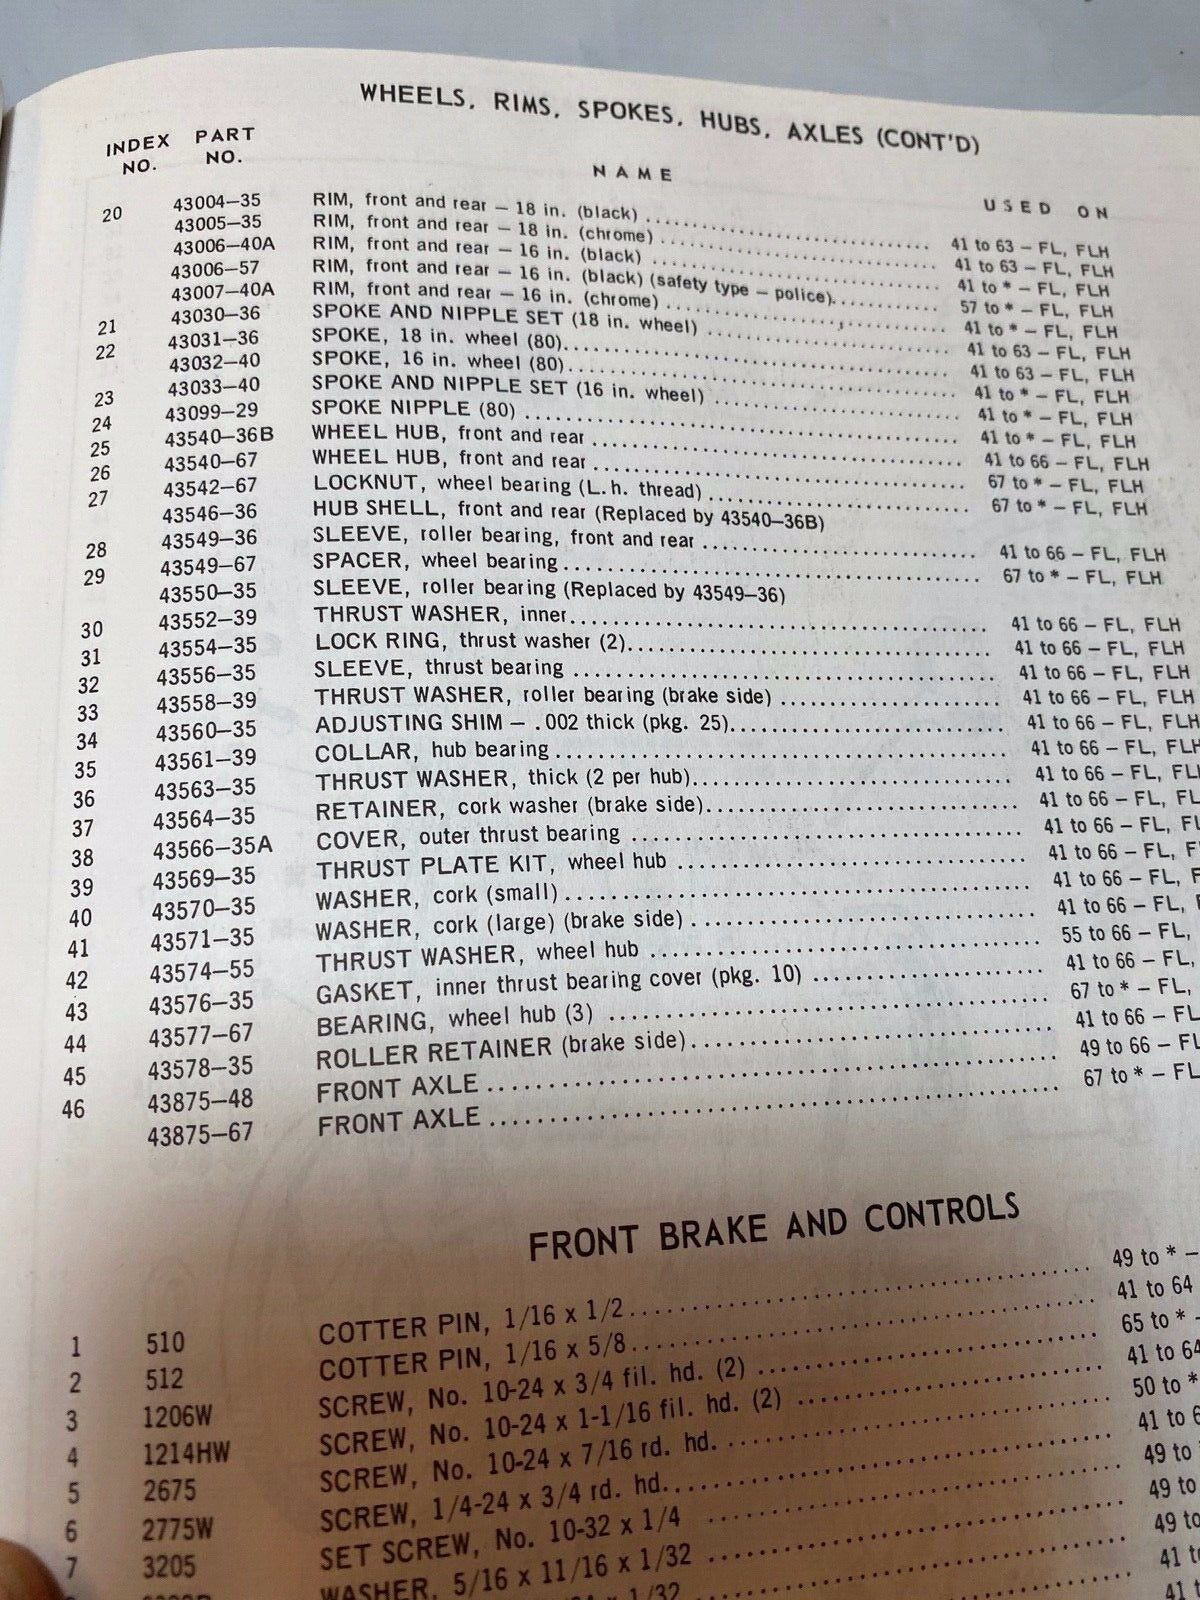 WHEELS, RIMS, SPOKES, HUBS, AXLES (CONT'D)
INDEX NO. PART NO. NAME USED ON
20 43004–35 RIM, front and rear – 18 in. (black) 41 to 63 – FL, FLH
43005–35 RIM, front and rear – 18 in. (chrome) 41 to 63 – FL, FLH
43006–40A RIM, front and rear – 16 in. (black) 41 to * – FL, FLH
43006–57 RIM, front and rear – 16 in. (black) (safety type – police) 57 to * – FL, FLH
43007–40A RIM, front and rear – 16 in. (chrome) 41 to * – FL, FLH
21 43030–36 SPOKE AND NIPPLE SET (18 in. wheel) 41 to 63 – FL, FLH
22 43031–36 SPOKE, 18 in. wheel (80) 41 to 63 – FL, FLH
43032–40 SPOKE, 16 in. wheel (80) 41 to * – FL, FLH
23 43033–40 SPOKE AND NIPPLE SET (16 in. wheel) 41 to * – FL, FLH
24 43099–29 SPOKE NIPPLE (80) 41 to * – FL, FLH
25 43540–36B WHEEL HUB, front and rear 41 to 66 – FL, FLH
26 43540–67 WHEEL HUB, front and rear 67 to * – FL, FLH
27 43542–67 LOCKNUT, wheel bearing (L.h. thread) 67 to * – FL, FLH
43546–36 HUB SHELL, front and rear (Replaced by 43540–36B)
28 43549–36 SLEEVE, roller bearing, front and rear 41 to 66 – FL, FLH
29 43549–67 SPACER, wheel bearing 67 to * – FL, FLH
43550–35 SLEEVE, roller bearing (Replaced by 43549–36)
30 43552–39 THRUST WASHER, inner 41 to 66 – FL, FLH
31 43554–35 LOCK RING, thrust washer (2) 41 to 66 – FL, FLH
32 43556–35 SLEEVE, thrust bearing 41 to 66 – FL, FLH
33 43558–39 THRUST WASHER, roller bearing (brake side) 41 to 66 – FL, FLH
34 43560–35 ADJUSTING SHIM – .002 thick (pkg. 25) 41 to 66 – FL, FLH
35 43561–39 COLLAR, hub bearing 41 to 66 – FL, FLH
36 43563–35 THRUST WASHER, thick (2 per hub) 41 to 66 – FL, FL
37 43564–35 RETAINER, cork washer (brake side) 41 to 66 – FL, FL
38 43566–35A COVER, outer thrust bearing 41 to 66 – FL, FL
39 43569–35 THRUST PLATE KIT, wheel hub 41 to 66 – FL, F
40 43570–35 WASHER, cork (small) 41 to 66 – FL, F
41 43571–35 WASHER, cork (large) (brake side) 41 to 66 – FL,
42 43574–55 THRUST WASHER, wheel hub 55 to 66 – FL,
43 43576–35 GASKET, inner thrust bearing cover (pkg. 10) 41 to 66 – FL,
44 43577–67 BEARING, wheel hub (3) 67 to * – FL,
45 43578–35 ROLLER RETAINER (brake side) 41 to 66 – FL
46 43875–48 FRONT AXLE 49 to 66 – FL
43875–67 FRONT AXLE 67 to * – FL
FRONT BRAKE AND CONTROLS
1 510 COTTER PIN, 1/16 x 1/2 49 to * –
2 512 COTTER PIN, 1/16 x 5/8 41 to 64
3 1206W SCREW, No. 10-24 x 3/4 fil. hd. (2) 65 to * -
4 1214HW SCREW, No. 10-24 x 1-1/16 fil. hd. (2) 41 to 64
5 2675 SCREW, No. 10-24 x 7/16 rd. hd. 50 to *
6 2775W SCREW, 1/4-24 x 3/4 rd. hd. 41 to 6
7 3205 SET SCREW, No. 10-32 x 1/4 49 to
WASHER, 5/16 x 11/16 x 1/32 49 to
x 1/32 49 to
41 t
41 t